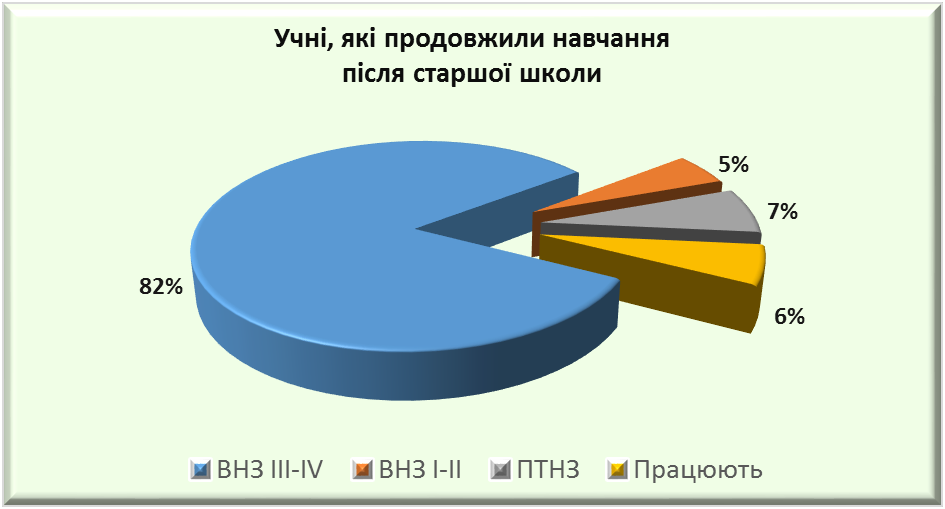 Учні, які продовжили навчання
після старшої школи
5%
7%
82%
6%
ВНЗ III-IV
ВНЗ I-II
ПТНЗ
Працюють